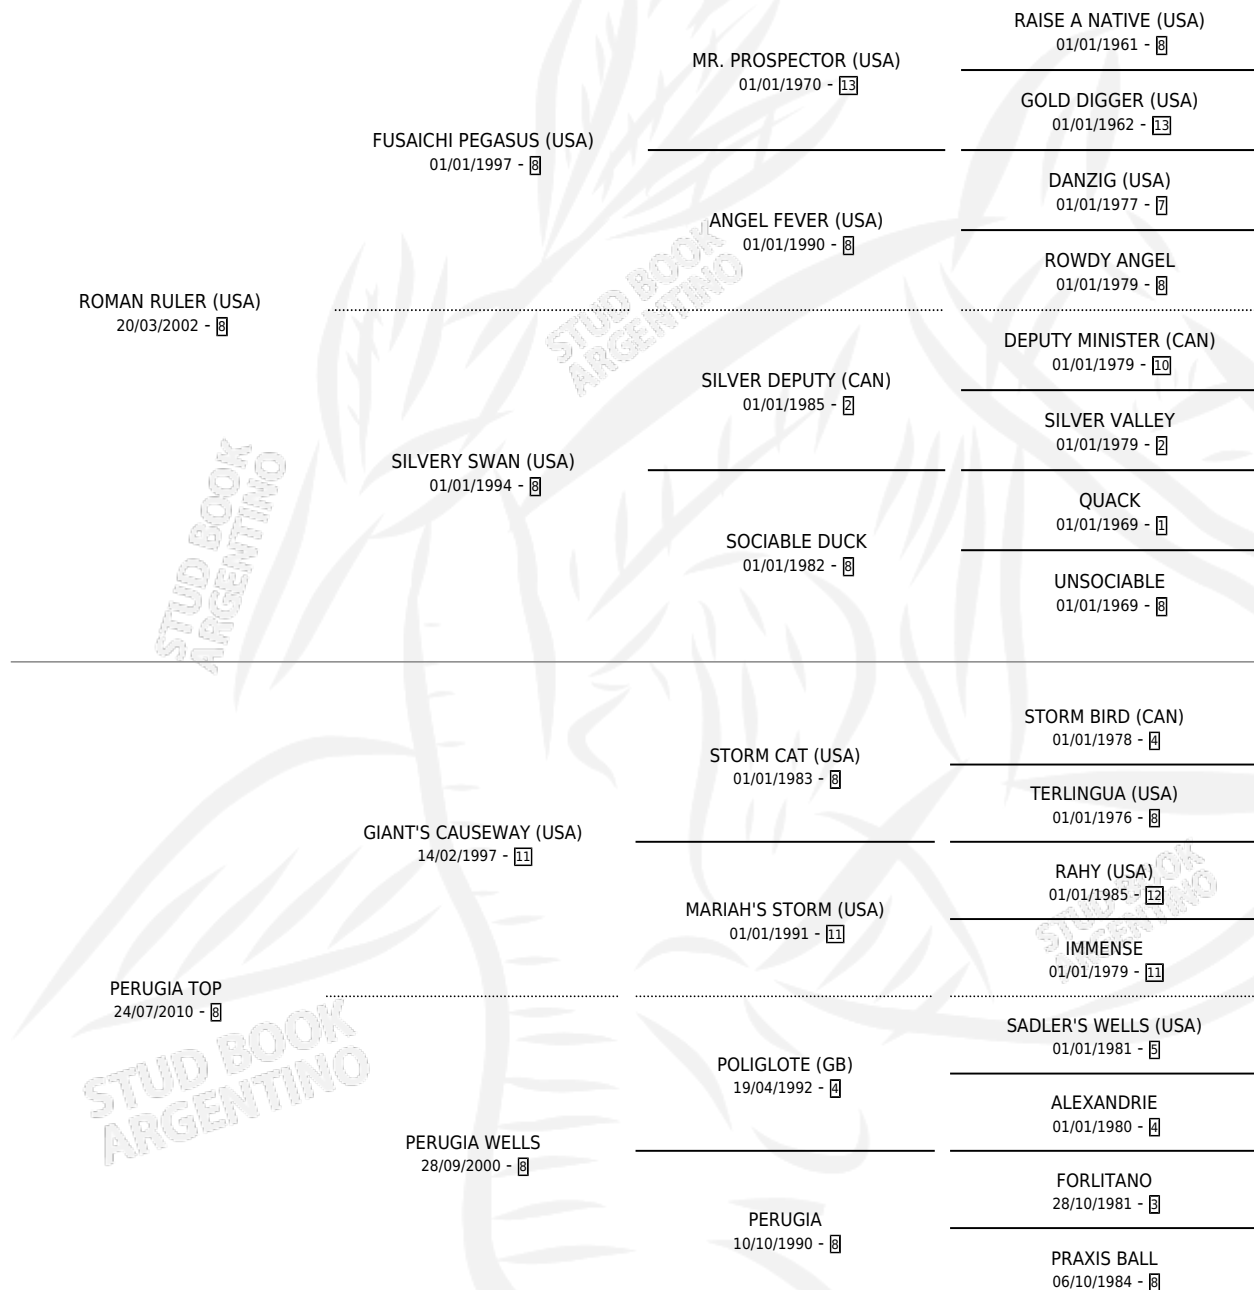 RAISE A NATIVE (USA)
01/01/1961 - 8
MR. PROSPECTOR (USA)
01/01/1970 - 13
GOLD DIGGER (USA)
01/01/1962 - 13
FUSAICHI PEGASUS (USA)
01/01/1997 - 8
DANZIG (USA)
01/01/1977 - 7
ANGEL FEVER (USA)
01/01/1990 - 8
ROWDY ANGEL
01/01/1979 - 8
ROMAN RULER (USA)
20/03/2002 - 8
DEPUTY MINISTER (CAN)
01/01/1979 - 10
SILVER DEPUTY (CAN)
01/01/1985 - 2
SILVER VALLEY
01/01/1979 - 2
SILVERY SWAN (USA)
01/01/1994 - 8
QUACK
01/01/1969 - 1
SOCIABLE DUCK
01/01/1982 - 8
UNSOCIABLE
01/01/1969 - 8
STORM BIRD (CAN)
01/01/1978 - 4
STORM CAT (USA)
01/01/1983 - 8
TERLINGUA (USA)
01/01/1976 - 8
GIANT'S CAUSEWAY (USA)
14/02/1997 - 11
RAHY (USA)
01/01/1985 - 12
MARIAH'S STORM (USA)
01/01/1991 - 11
IMMENSE
01/01/1979 - 11
PERUGIA TOP
24/07/2010 - 8
SADLER'S WELLS (USA)
01/01/1981 - 5
POLIGLOTE (GB)
19/04/1992 - 4
ALEXANDRIE
01/01/1980 - 4
PERUGIA WELLS
28/09/2000 - 8
FORLITANO
28/10/1981 - 3
PERUGIA
10/10/1990 - 8
PRAXIS BALL
06/10/1984 - 8
STUD BOOK
ARGENTINO
STUD BOOK
ARGENTINO
STUD BOOK
ARGENTINO
STUD BOOK
ARGENTINO